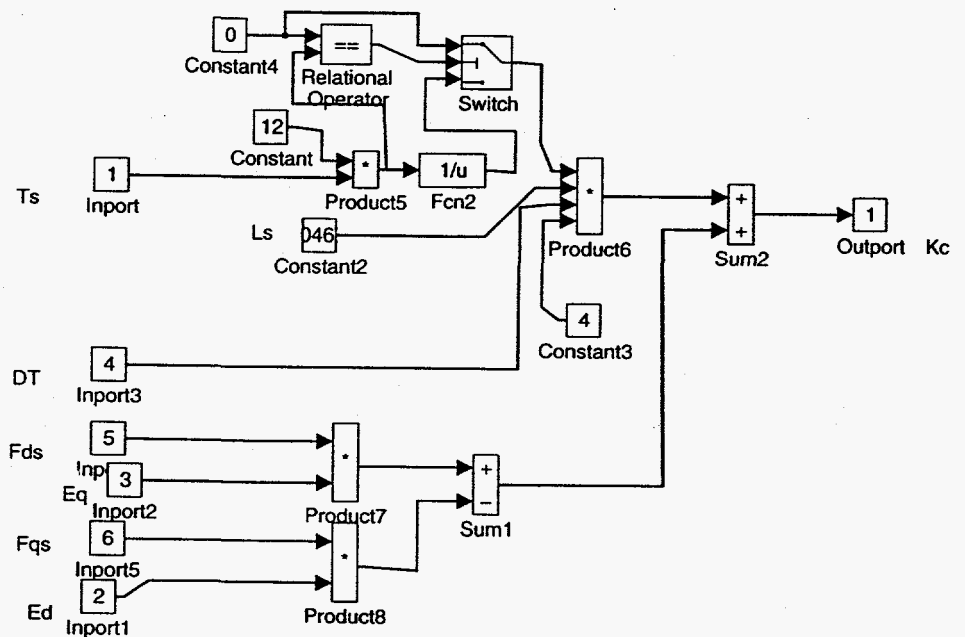 0
Constant4
==
Relational
Operator
Switch
12
Constant
*
Product5
1/u
Fcn2
Ts
1
Inport
Ls
046
Constant2
*
Product6
+
+
Sum2
1
Outport
Kc
4
Constant3
DT
4
Inport3
Fds
5
Inp
Eq
3
Inport2
*
Product7
+
−
Sum1
Fqs
6
Inport5
*
Product8
Ed
2
Inport1